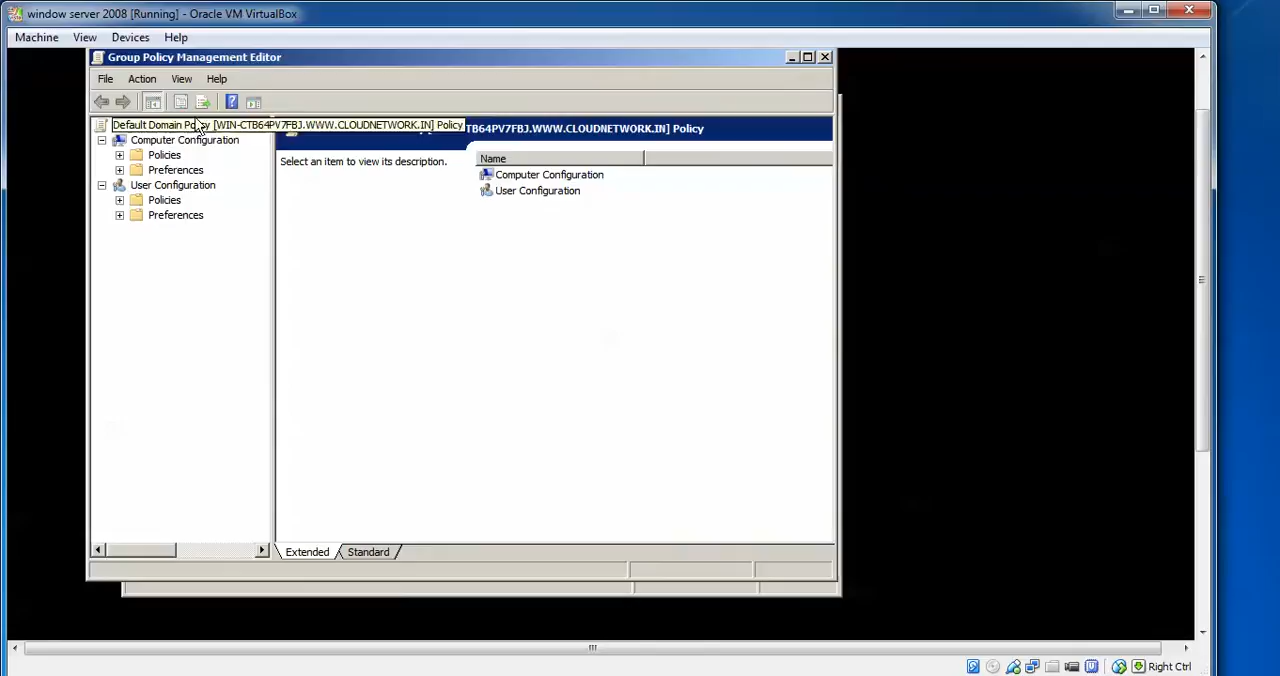 window server 2008 [Running] - Oracle VM VirtualBox
Machine View Devices Help
Group Policy Management Editor
File Action View Help
Default Domain Policy [WIN-CTB64PV7FBJ.WWW.CLOUDNETWORK.IN] Policy
TB64PV7FBJ.WWW.CLOUDNETWORK.IN] Policy
Computer Configuration
Policies
Preferences
User Configuration
Policies
Preferences
Select an item to view its description.
Name
Computer Configuration
User Configuration
Extended Standard
Right Ctrl